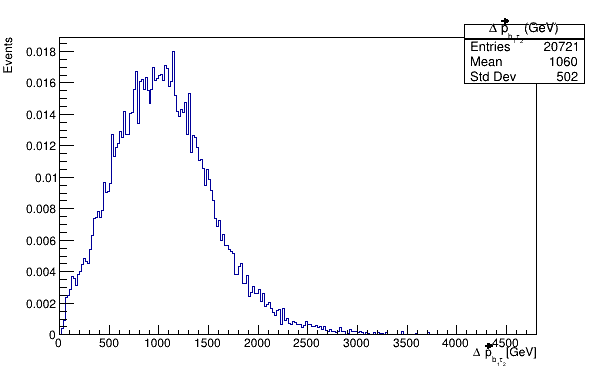 Δ p⃗ b₁τ₂ (GeV)
Entries 20721
Mean 1060
Std Dev 502
Events
0.018
0.016
0.014
0.012
0.01
0.008
0.006
0.004
0.002
0
0 500 1000 1500 2000 2500 3000 3500 4000 4500
Δ p⃗ b₁τ₂ [GeV]